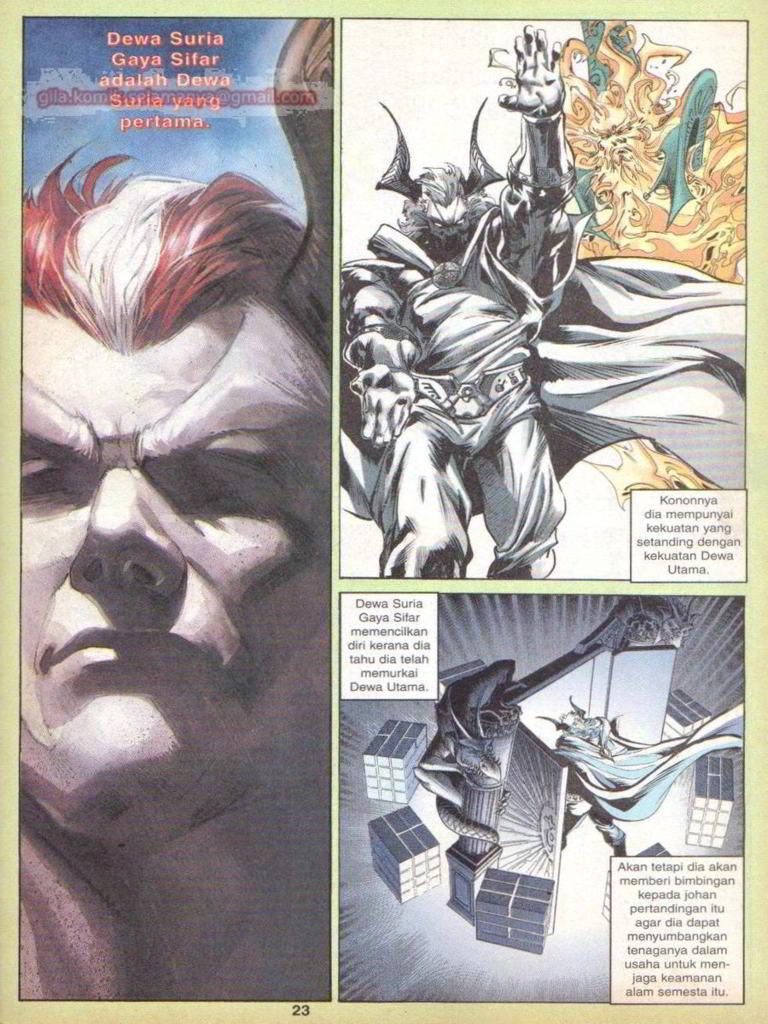 Dewa Suria
Gaya Sifar
adalah Dewa
Suria yang
pertama.
Kononnya
dia mempunyai
kekuatan yang
setanding dengan
kekuatan Dewa
Utama.
Dewa Suria
Gaya Sifar
memencilkan
diri kerana dia
tahu dia telah
memurkai
Dewa Utama.
Akan tetapi dia akan
memberi bimbingan
kepada johan
pertandingan itu
agar dia dapat
menyumbangkan
tenaganya dalam
usaha untuk men-
jaga keamanan
alam semesta itu.
23